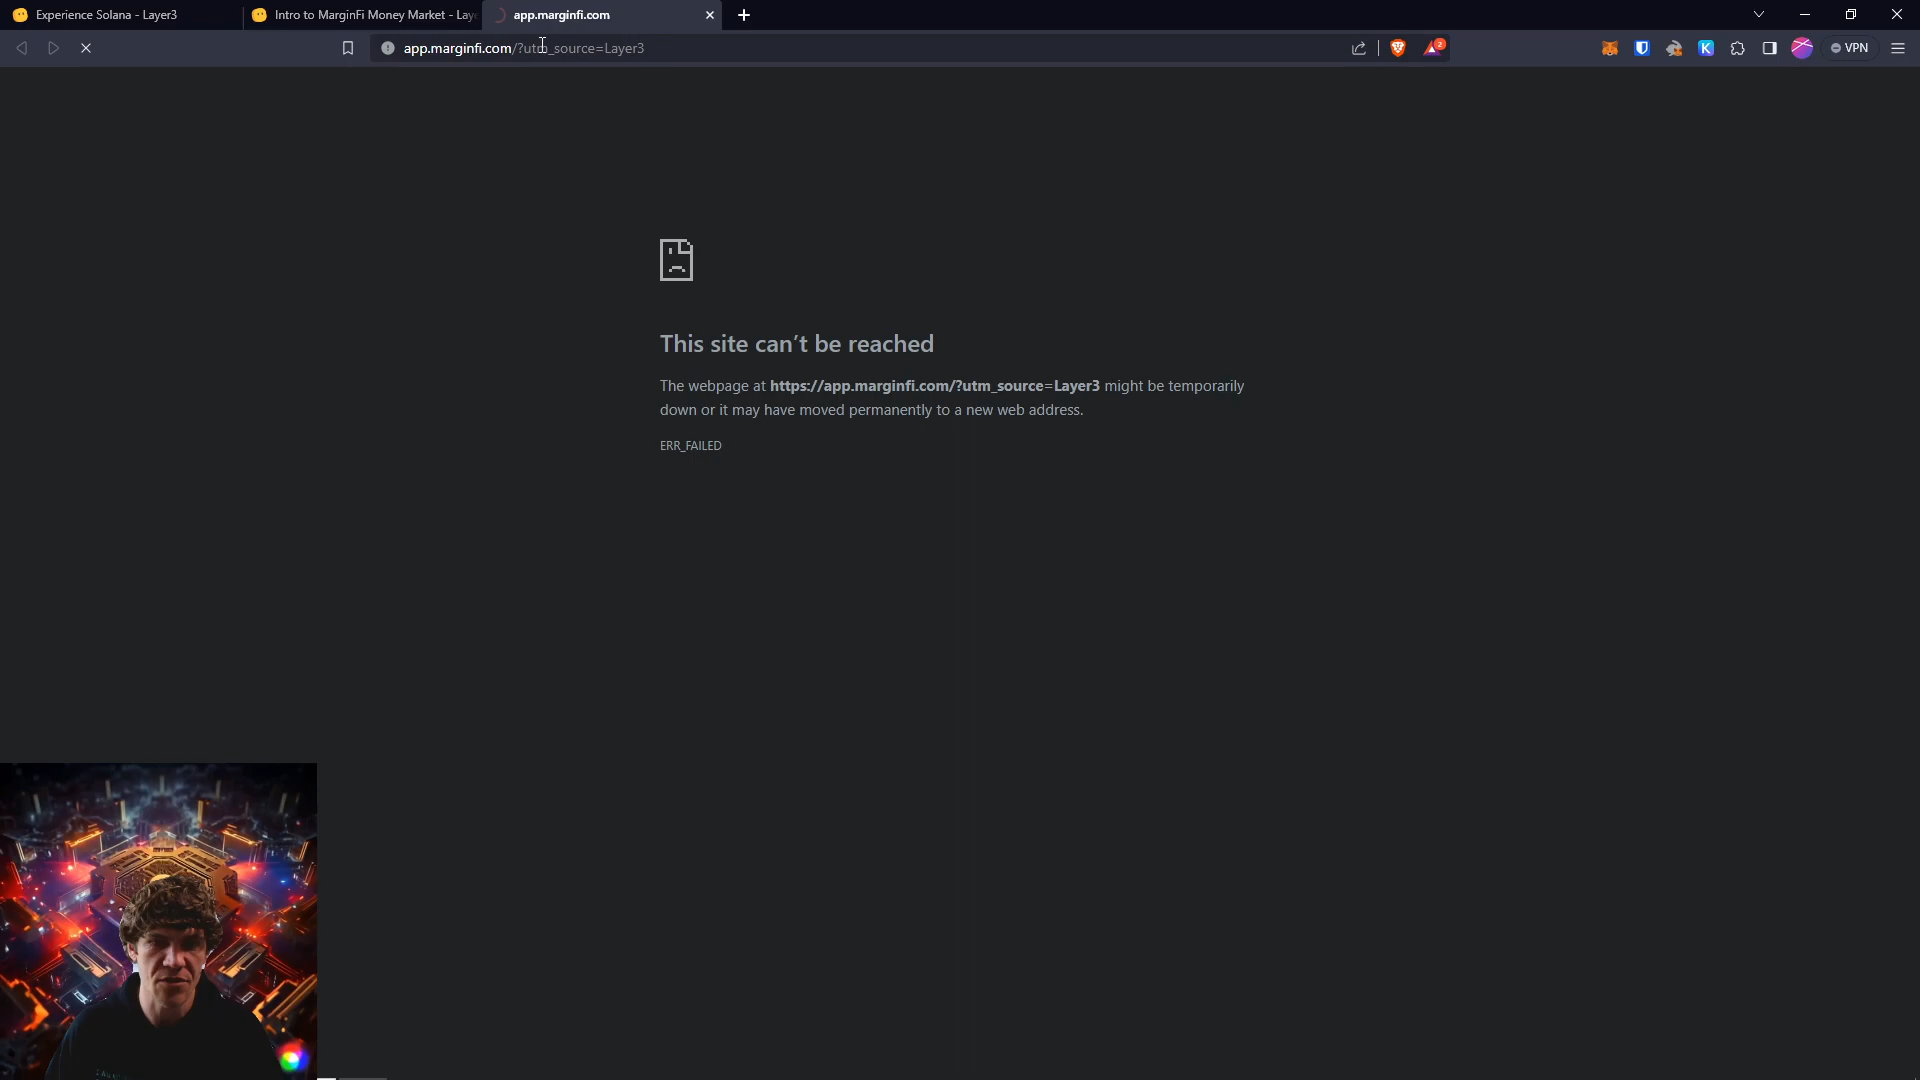 Experience Solana - Layer3
Intro to MarginFi Money Market - Lay
app.marginfi.com
app.marginfi.com/?utm_source=Layer3
2
K
VPN
This site can't be reached
The webpage at https://app.marginfi.com/?utm_source=Layer3 might be temporarily
down or it may have moved permanently to a new web address.
ERR_FAILED